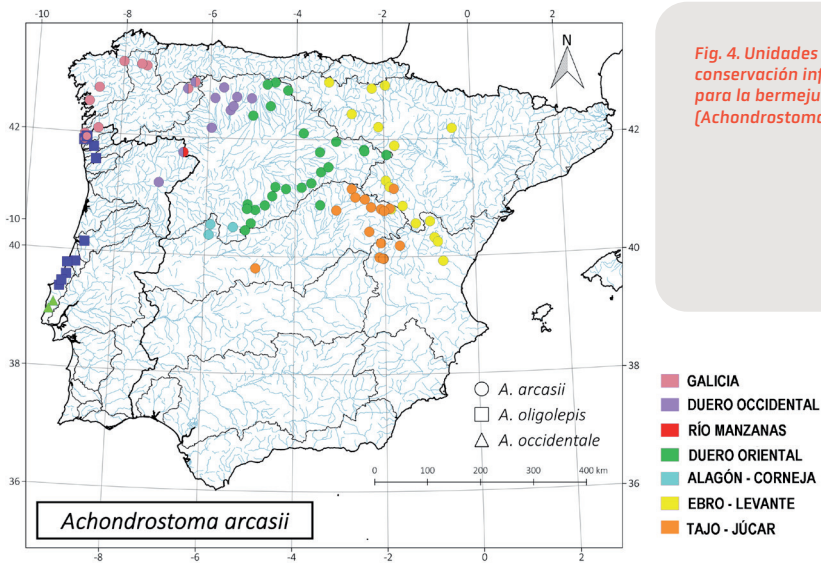 -10
-8
-6
-4
-2
0
2
N
Fig. 4. Unidades
conservación
para la
(Achondrostoma
42
42
-10
40
40
38
38
36
36
A. arcasii
A. oligolepis
A. occidentale
0 100 200 300 400 km
Achondrostoma arcasii
-8
-6
-4
-2
0
2
GALICIA
DUERO OCCIDENTAL
RÍO MANZANAS
DUERO ORIENTAL
ALAGÓN - CORNEJA
EBRO - LEVANTE
TAJO - JÚCAR